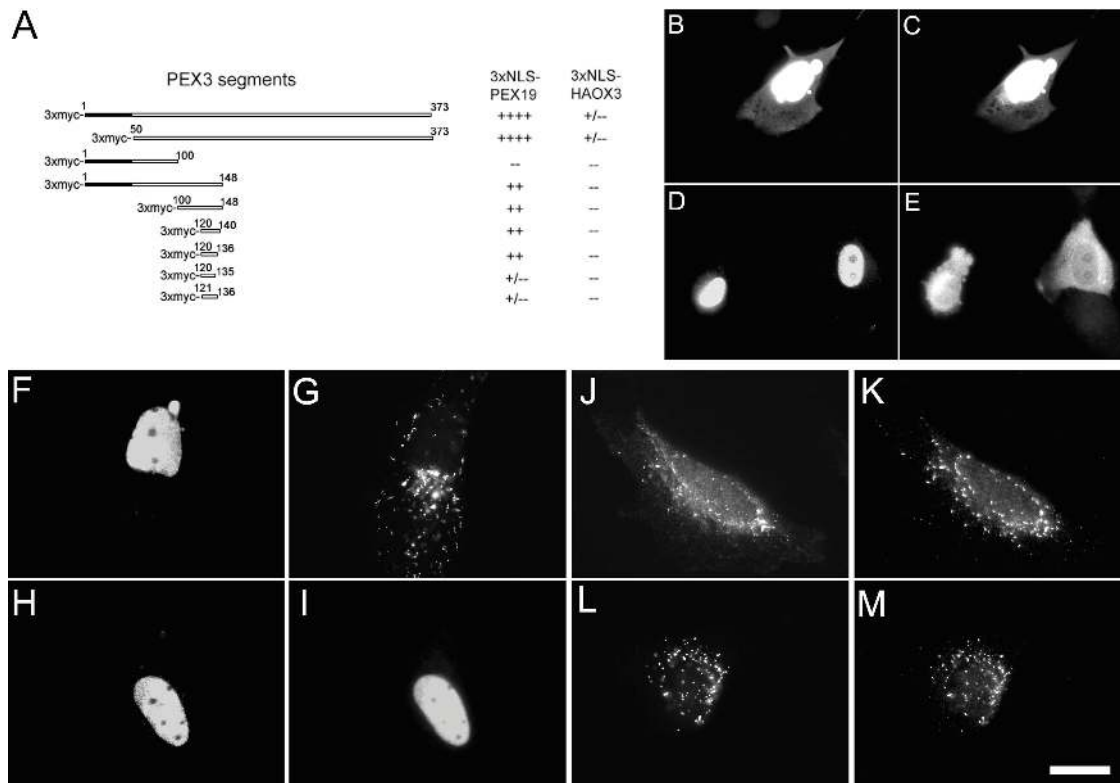 A
PEX3 segments
3xNLS-PEX19
3xNLS-HAOX3
3xmyc- 1 373 ++++ +/--
3xmyc- 50 373 ++++ +/--
3xmyc- 1 100 -- --
3xmyc- 1 148 ++ --
3xmyc- 100 148 ++ --
3xmyc- 120 140 ++ --
3xmyc- 120 136 ++ --
3xmyc- 120 135 +/-- --
3xmyc- 121 136 +/-- --
B
C
D
E
F
G
J
K
H
I
L
M